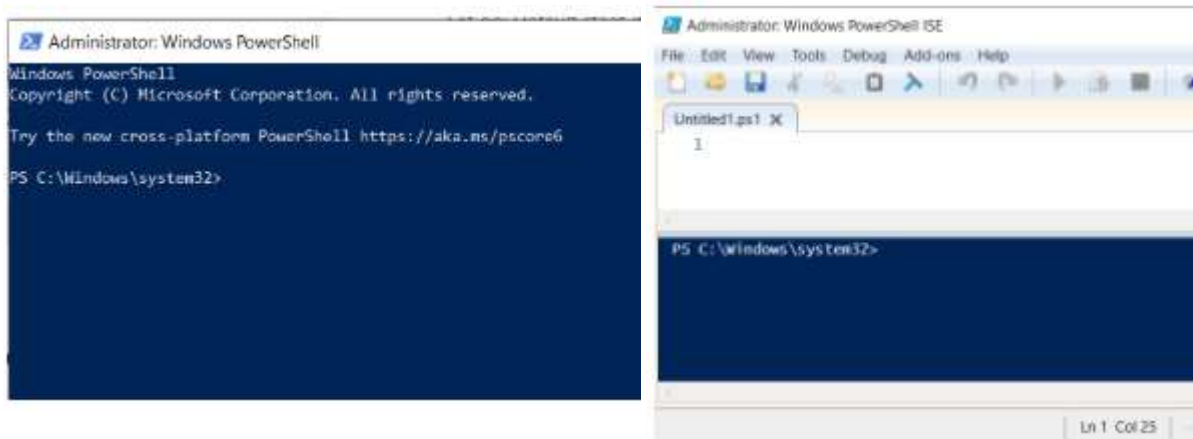 Administrator: Windows PowerShell
Windows PowerShell
Copyright (C) Microsoft Corporation. All rights reserved.
Try the new cross-platform PowerShell https://aka.ms/pscore6
PS C:\Windows\system32>
Administrator: Windows PowerShell ISE
File Edit View Tools Debug Add-ons Help
Untitled1.ps1 X
1
PS C:\Windows\system32>
Ln 1 Col 25